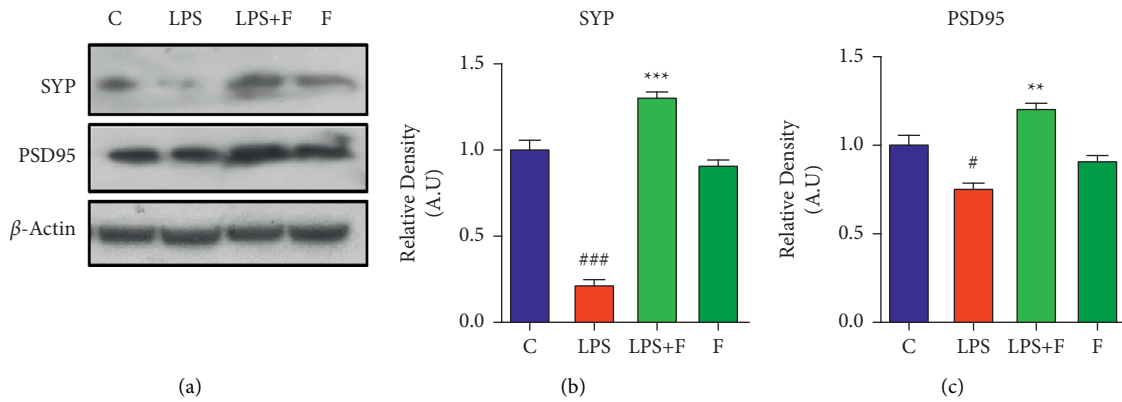 C LPS LPS+F F
SYP
PSD95
β-Actin
(a)
SYP
Relative Density
(A.U)
1.5
1.0
0.5
0.0
###
***
C LPS LPS+F F
(b)
PSD95
Relative Density
(A.U)
1.5
1.0
0.5
0.0
#
**
C LPS LPS+F F
(c)